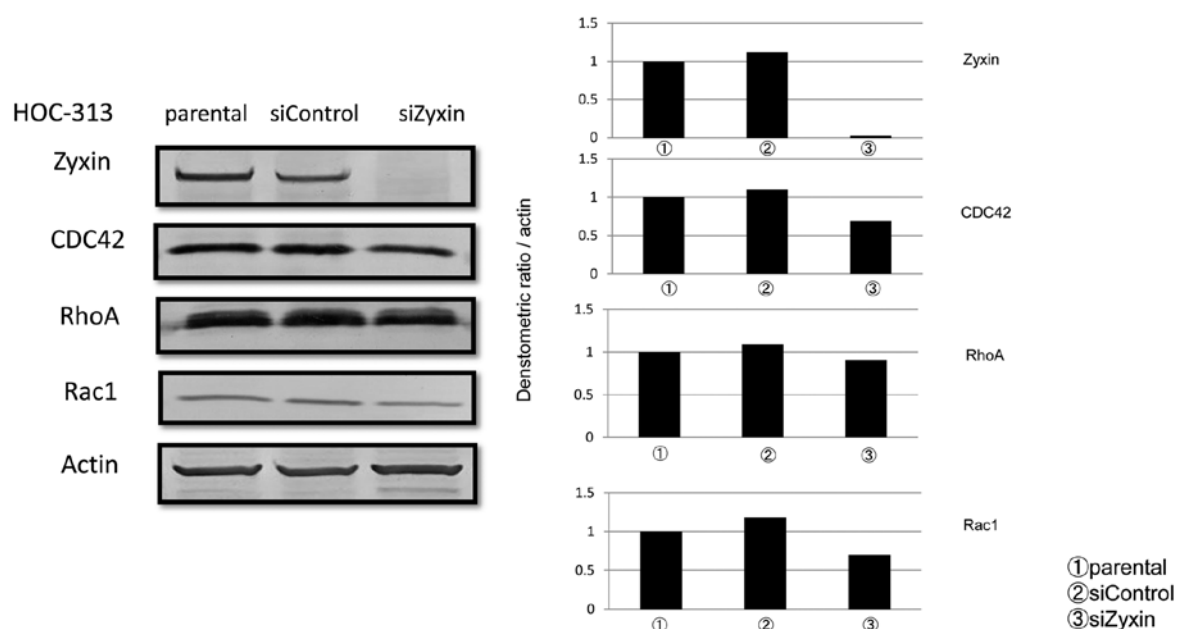 HOC-313 parental siControl siZyxin
Zyxin
CDC42
RhoA
Rac1
Actin
Denstometric ratio / actin
1.5
1
0.5
0
① ② ③
Zyxin
1.5
1
0.5
0
① ② ③
CDC42
1.5
1
0.5
0
① ② ③
RhoA
1.5
1
0.5
0
① ② ③
Rac1
①parental
②siControl
③siZyxin